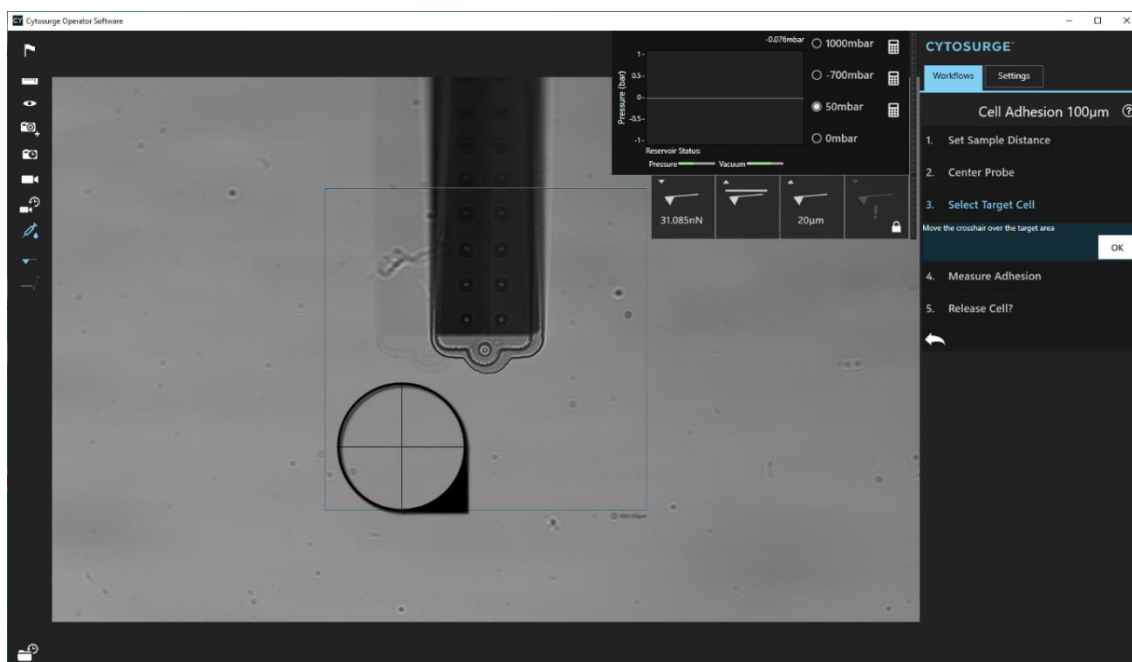 CY Cytosurge Operator Software
-0.076mbar
Pressure (bar)
1
0.5
0
-0.5
-1
1000mbar
-700mbar
50mbar
0mbar
Reservoir Status:
Pressure Vacuum
31.085nN
20μm
CYTOSURGE
Workflows Settings
Cell Adhesion 100μm ?
1. Set Sample Distance
2. Center Probe
3. Select Target Cell
Move the crosshair over the target area
OK
4. Measure Adhesion
5. Release Cell?